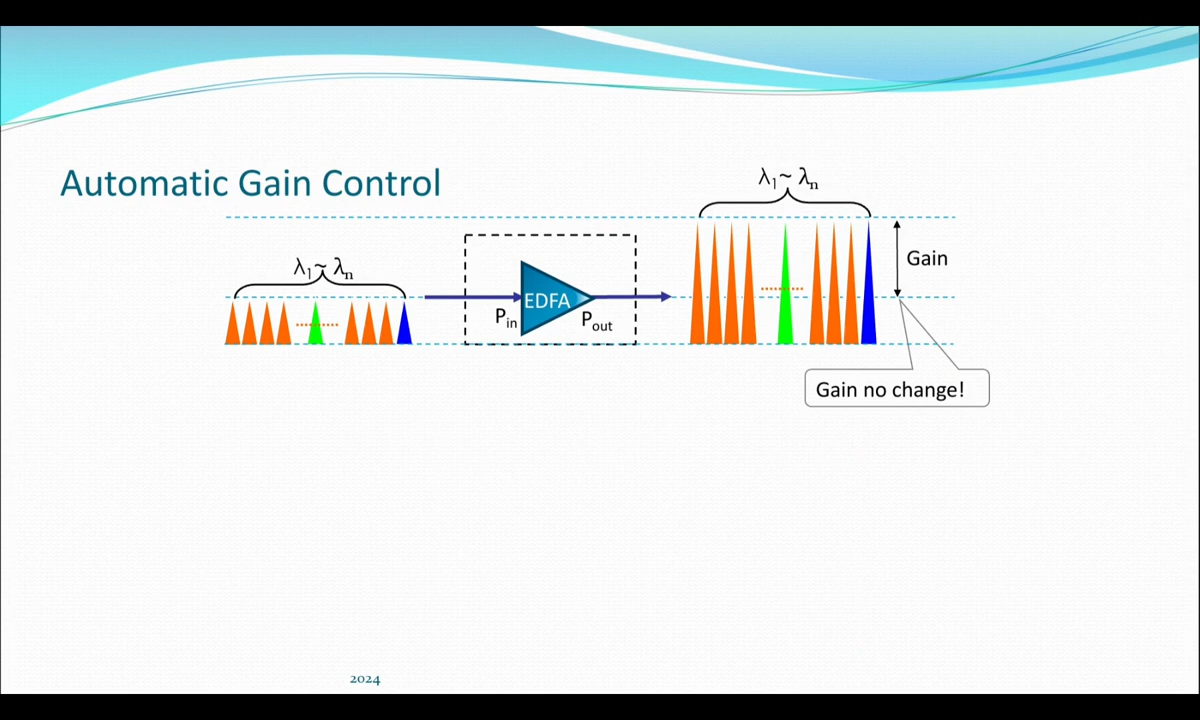 Automatic Gain Control
λ1~ λn
λ1~ λn
EDFA
Pin
Pout
Gain
Gain no change!
2024